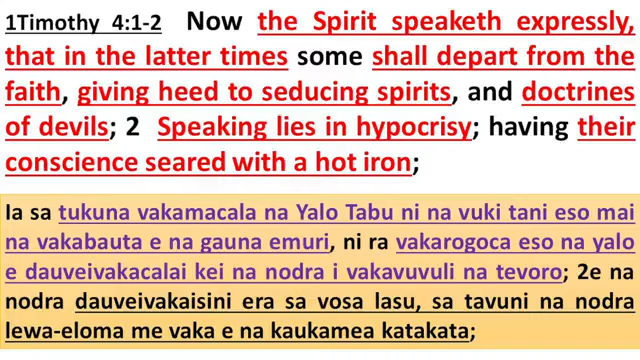 1Timothy 4:1-2 Now the Spirit speaketh expressly,
that in the latter times some shall depart from the
faith, giving heed to seducing spirits, and doctrines
of devils; 2 Speaking lies in hypocrisy; having their
conscience seared with a hot iron;
Ia sa tukuna vakamacala na Yalo Tabu ni na vuki tani eso mai
na vakabauta e na gauna emuri, ni ra vakarogoca eso na yalo
e dauveivakacalai kei na nodra i vakavuvuli na tevoro; 2e na
nodra dauveivakaisini era sa vosa lasu, sa tavuni na nodra
lewa-eloma me vaka e na kaukamea katakata;